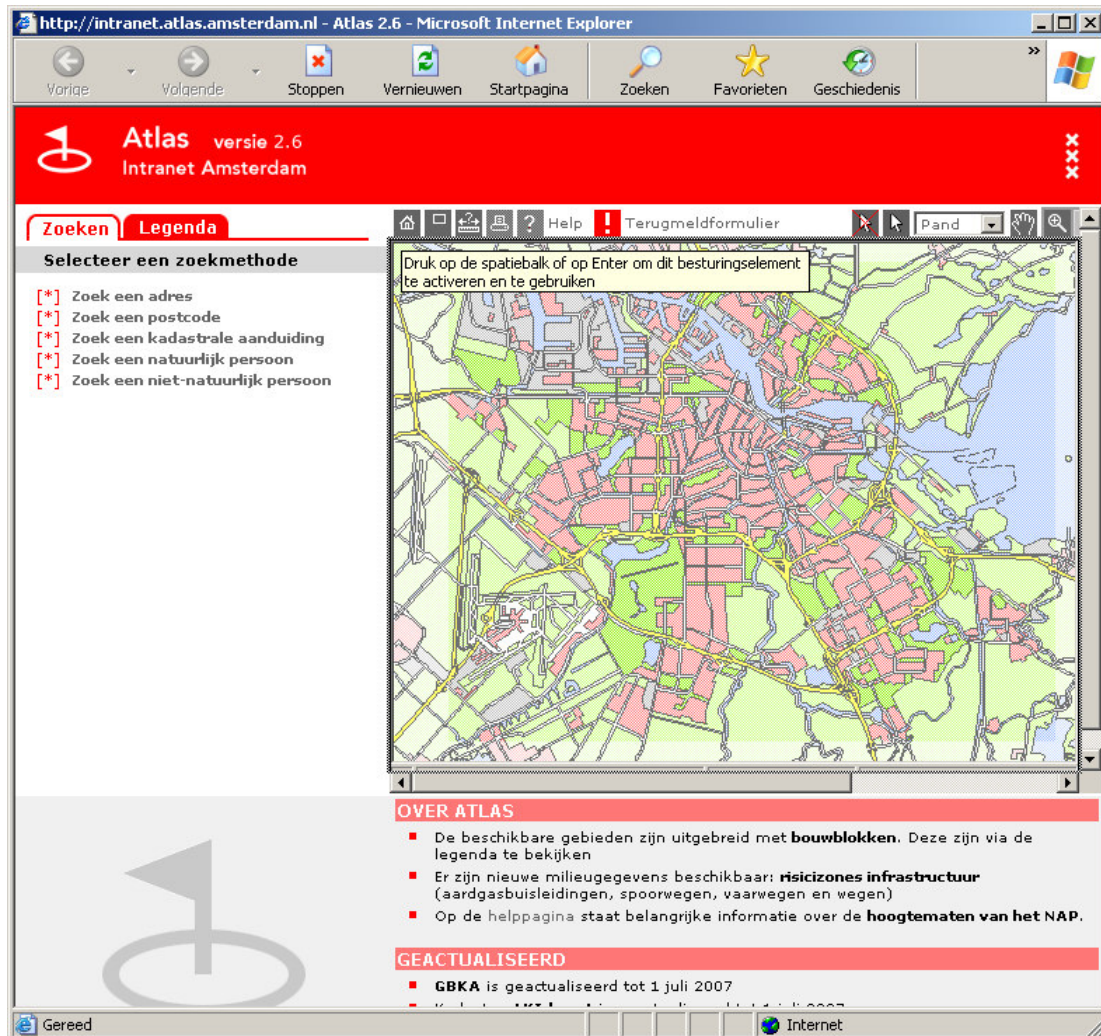 http://intranet.atlas.amsterdam.nl - Atlas 2.6 - Microsoft Internet Explorer
Vorige Volgende Stoppen Vernieuwen Startpagina Zoeken Favorieten Geschiedenis »
Atlas versie 2.6
Intranet Amsterdam
Zoeken Legenda
? Help ! Terugmeldformulier Pand
Selecteer een zoekmethode
[*] Zoek een adres
[*] Zoek een postcode
[*] Zoek een kadastrale aanduiding
[*] Zoek een natuurlijk persoon
[*] Zoek een niet-natuurlijk persoon
Druk op de spatiebalk of op Enter om dit besturingselement
te activeren en te gebruiken
OVER ATLAS
De beschikbare gebieden zijn uitgebreid met bouwblokken. Deze zijn via de
legenda te bekijken
Er zijn nieuwe milieugegevens beschikbaar: risicizones infrastructuur
(aardgasbuisleidingen, spoorwegen, vaarwegen en wegen)
Op de helppagina staat belangrijke informatie over de hoogtematen van het NAP.
GEACTUALISEERD
GBKA is geactualiseerd tot 1 juli 2007
Gereed Internet